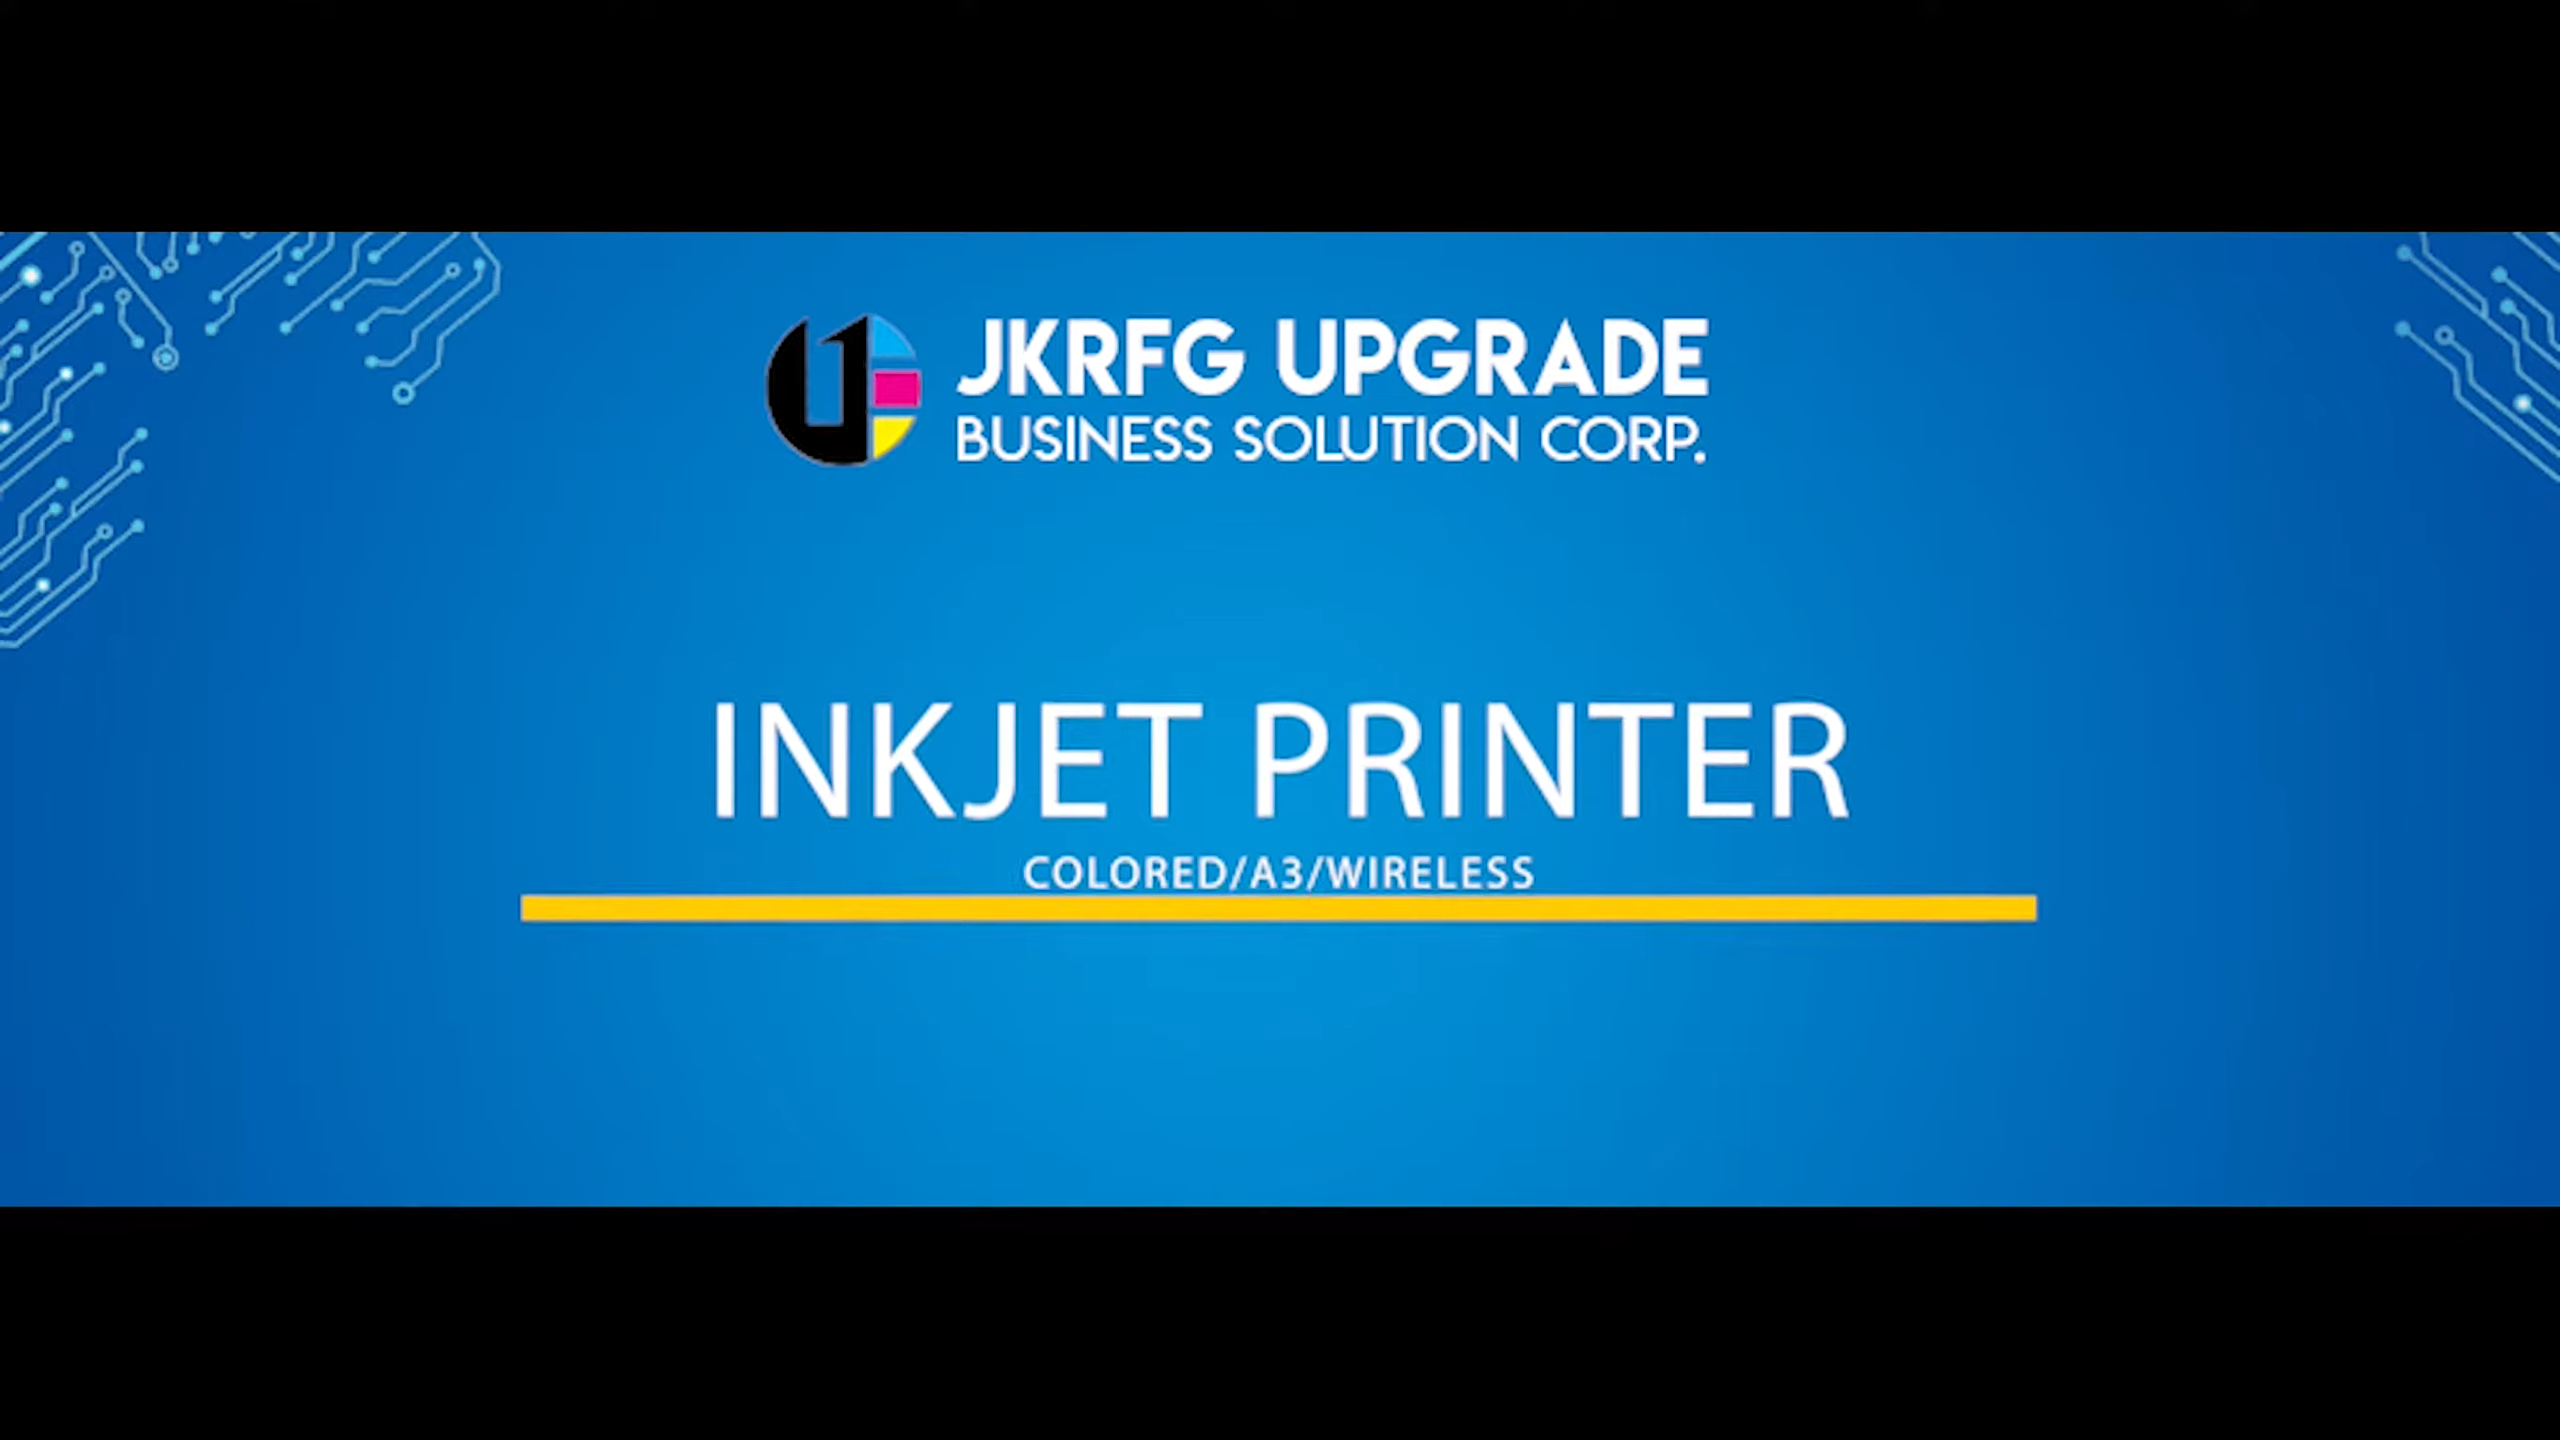 JKRFG UPGRADE
BUSINESS SOLUTION CORP.
INKJET PRINTER
COLORED/A3/WIRELESS